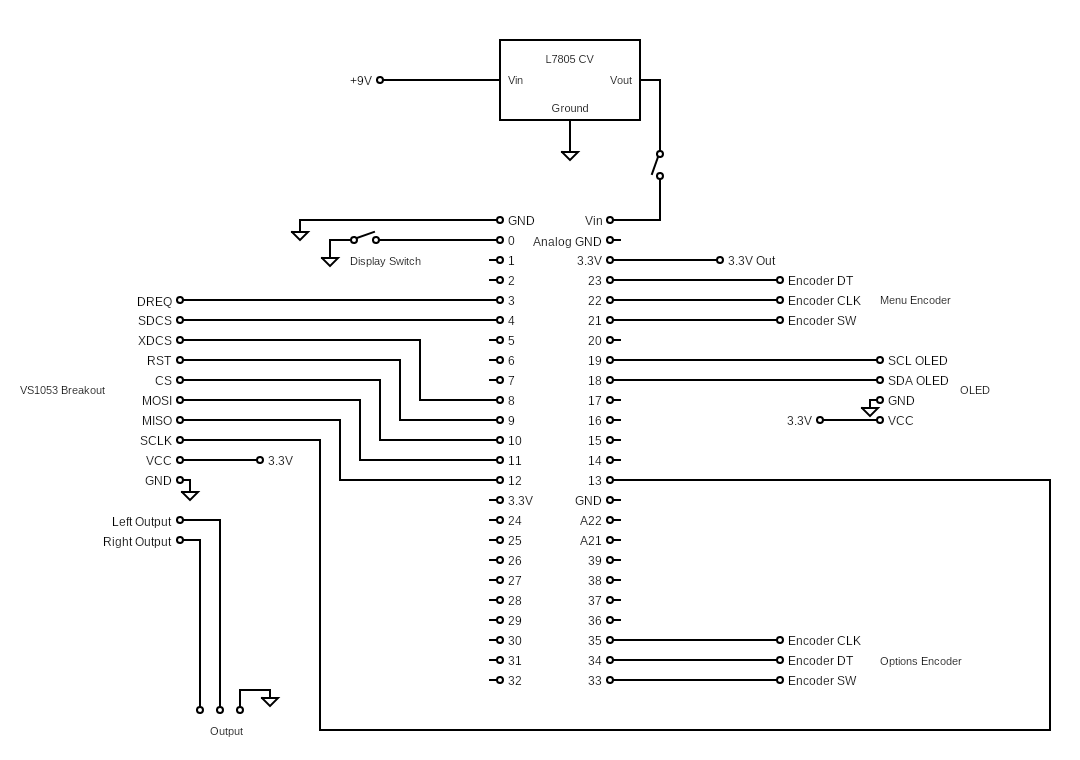 L7805 CV
+9V
Vin
Vout
Ground
GND
Vin
0
Analog GND
Display Switch
1
3.3V
3.3V Out
2
23
Encoder DT
DREQ
3
22
Encoder CLK
Menu Encoder
SDCS
4
21
Encoder SW
XDCS
5
20
RST
6
19
SCL OLED
CS
7
18
SDA OLED
VS1053 Breakout
OLED
MOSI
8
17
GND
MISO
9
16
3.3V
VCC
SCLK
10
15
VCC
3.3V
11
14
GND
12
13
3.3V
GND
Left Output
24
A22
Right Output
25
A21
26
39
27
38
28
37
29
36
30
35
Encoder CLK
31
34
Encoder DT
Options Encoder
32
33
Encoder SW
Output